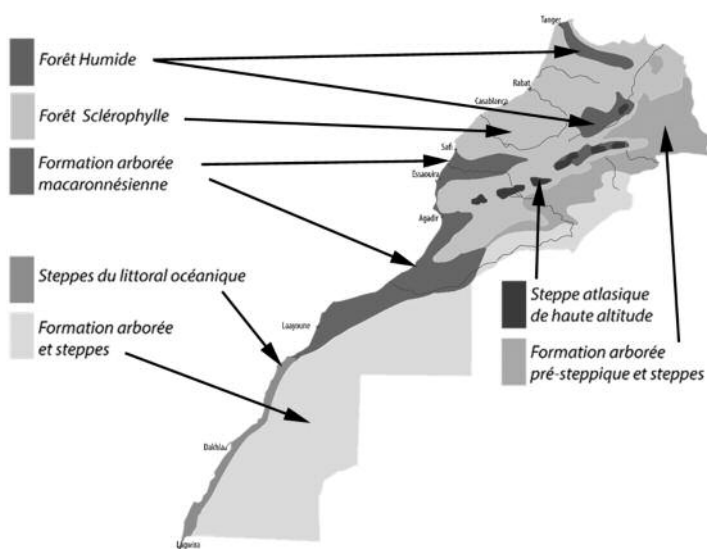 Forêt Humide
Forêt Sclérophylle
Formation arborée
macaronnésienne
Steppes du littoral océanique
Formation arborée
et steppes
Tanger
Rabat
Casablanca
Safi
Essaouira
Agadir
Laayoune
Dakhla
Lagwira
Steppe atlasique
de haute altitude
Formation arborée
pré-steppique et steppes